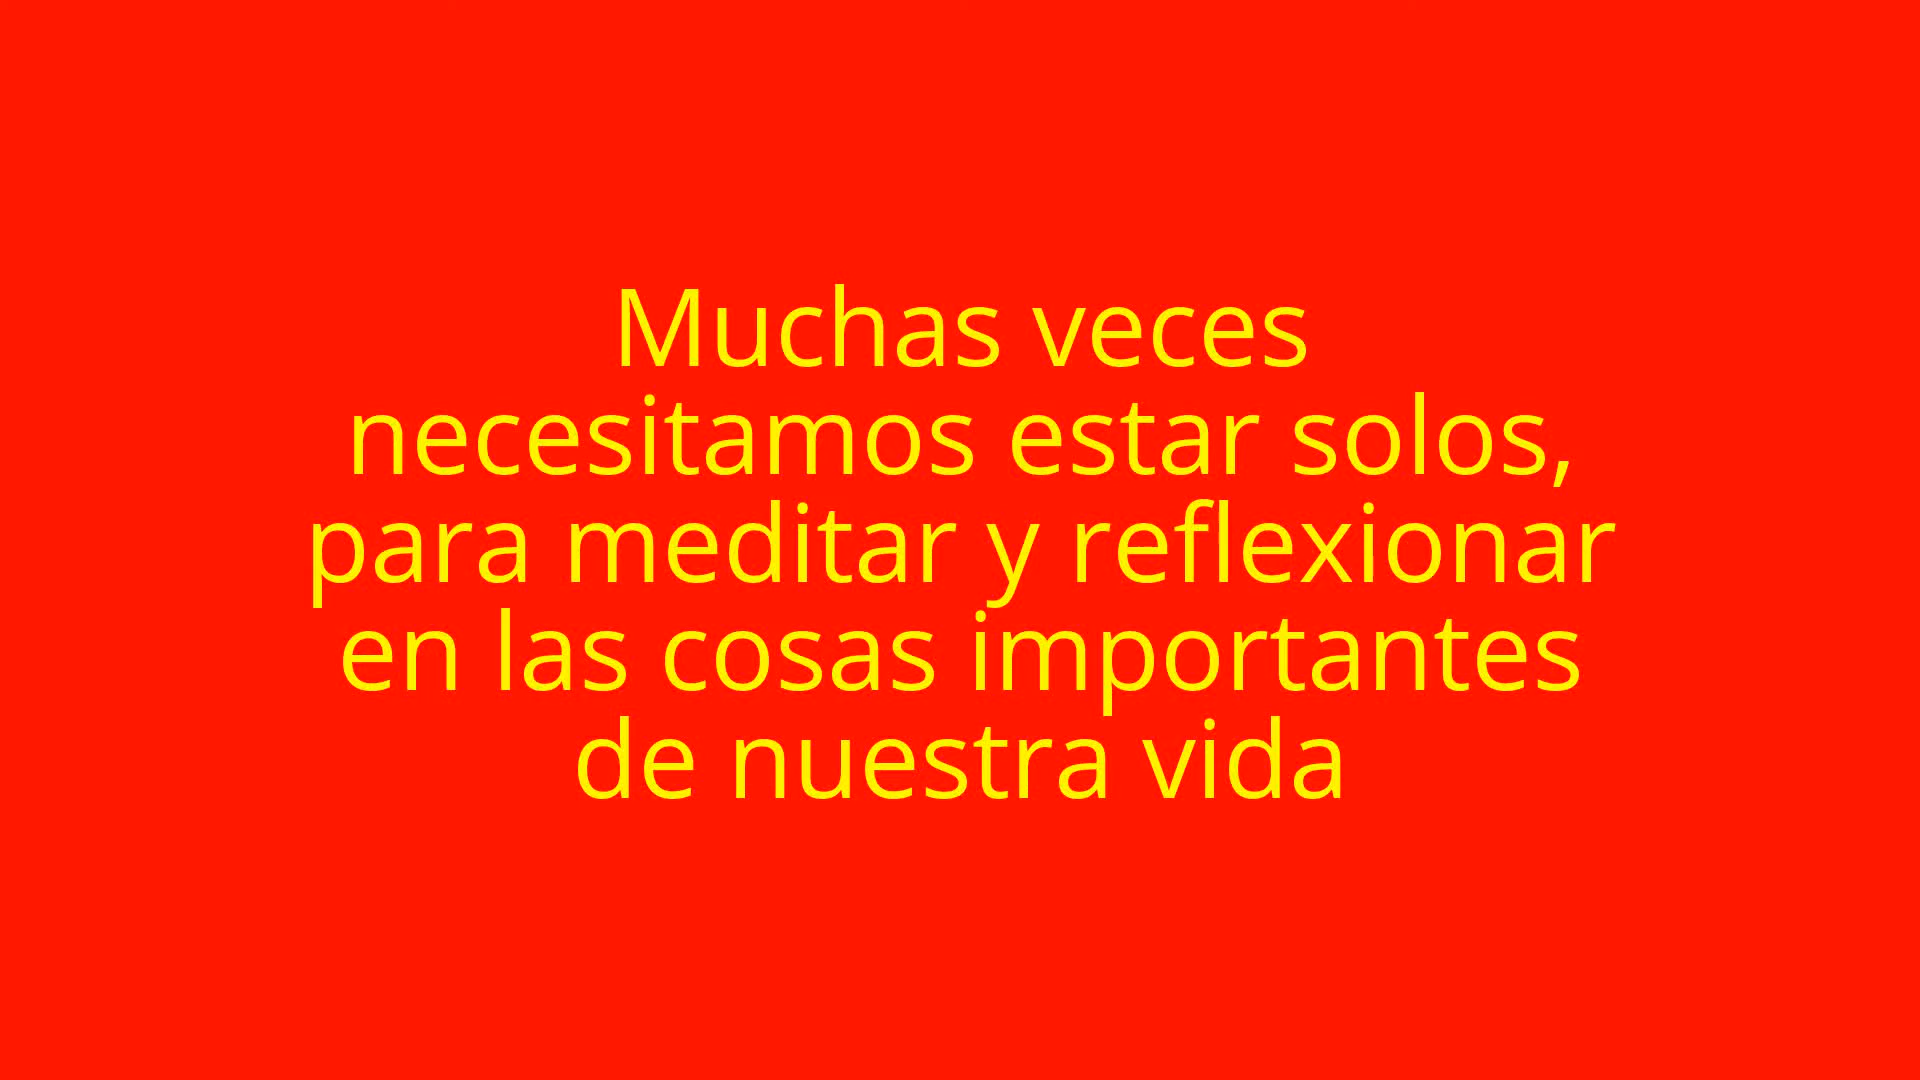 Muchas veces
necesitamos estar solos,
para meditar y reflexionar
en las cosas importantes
de nuestra vida